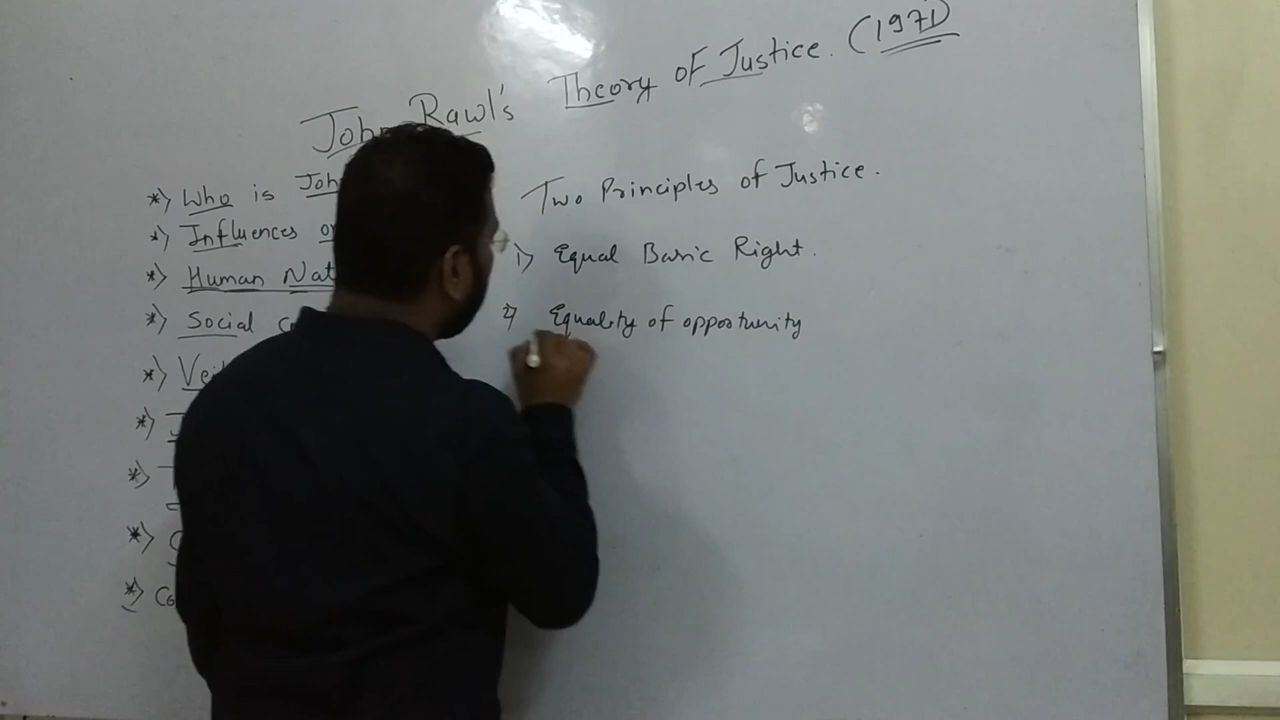 John Rawl's Theory of Justice. (1971)
*) Who is Joh
*) Influences o
*) Human Nat
*) Social c
*) Vei
*)
*)
*)
*) Co
Two Principles of Justice.
1) Equal Basic Right.
2) Equality of opportunity